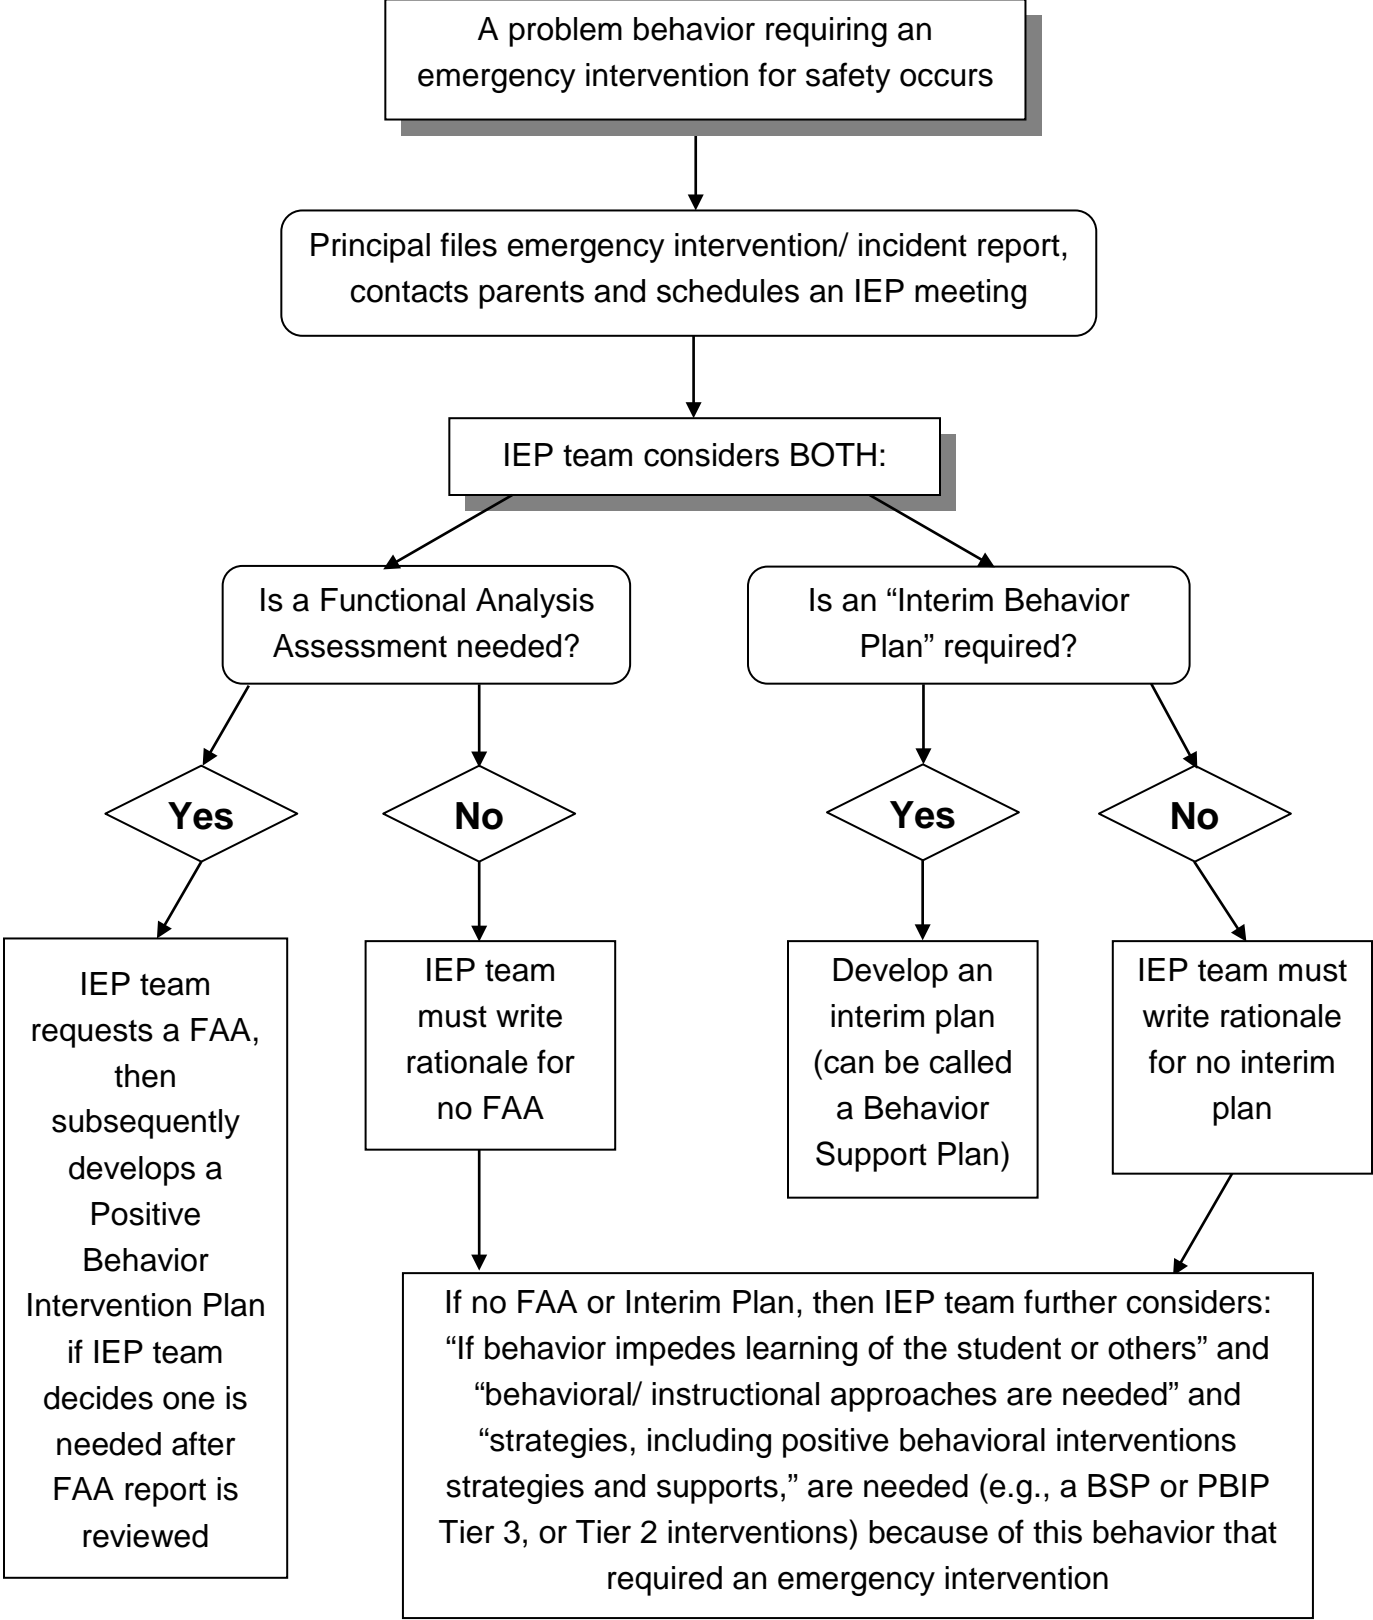 A problem behavior requiring an
emergency intervention for safety occurs
Principal files emergency intervention/ incident report,
contacts parents and schedules an IEP meeting
IEP team considers BOTH:
Is a Functional Analysis
Assessment needed?
Is an “Interim Behavior
Plan” required?
Yes
No
Yes
No
IEP team
requests a FAA,
then
subsequently
develops a
Positive
Behavior
Intervention Plan
if IEP team
decides one is
needed after
FAA report is
reviewed
IEP team
must write
rationale for
no FAA
Develop an
interim plan
(can be called
a Behavior
Support Plan)
IEP team must
write rationale
for no interim
plan
If no FAA or Interim Plan, then IEP team further considers:
“If behavior impedes learning of the student or others” and
“behavioral/ instructional approaches are needed” and
“strategies, including positive behavioral interventions
strategies and supports,” are needed (e.g., a BSP or PBIP
Tier 3, or Tier 2 interventions) because of this behavior that
required an emergency intervention